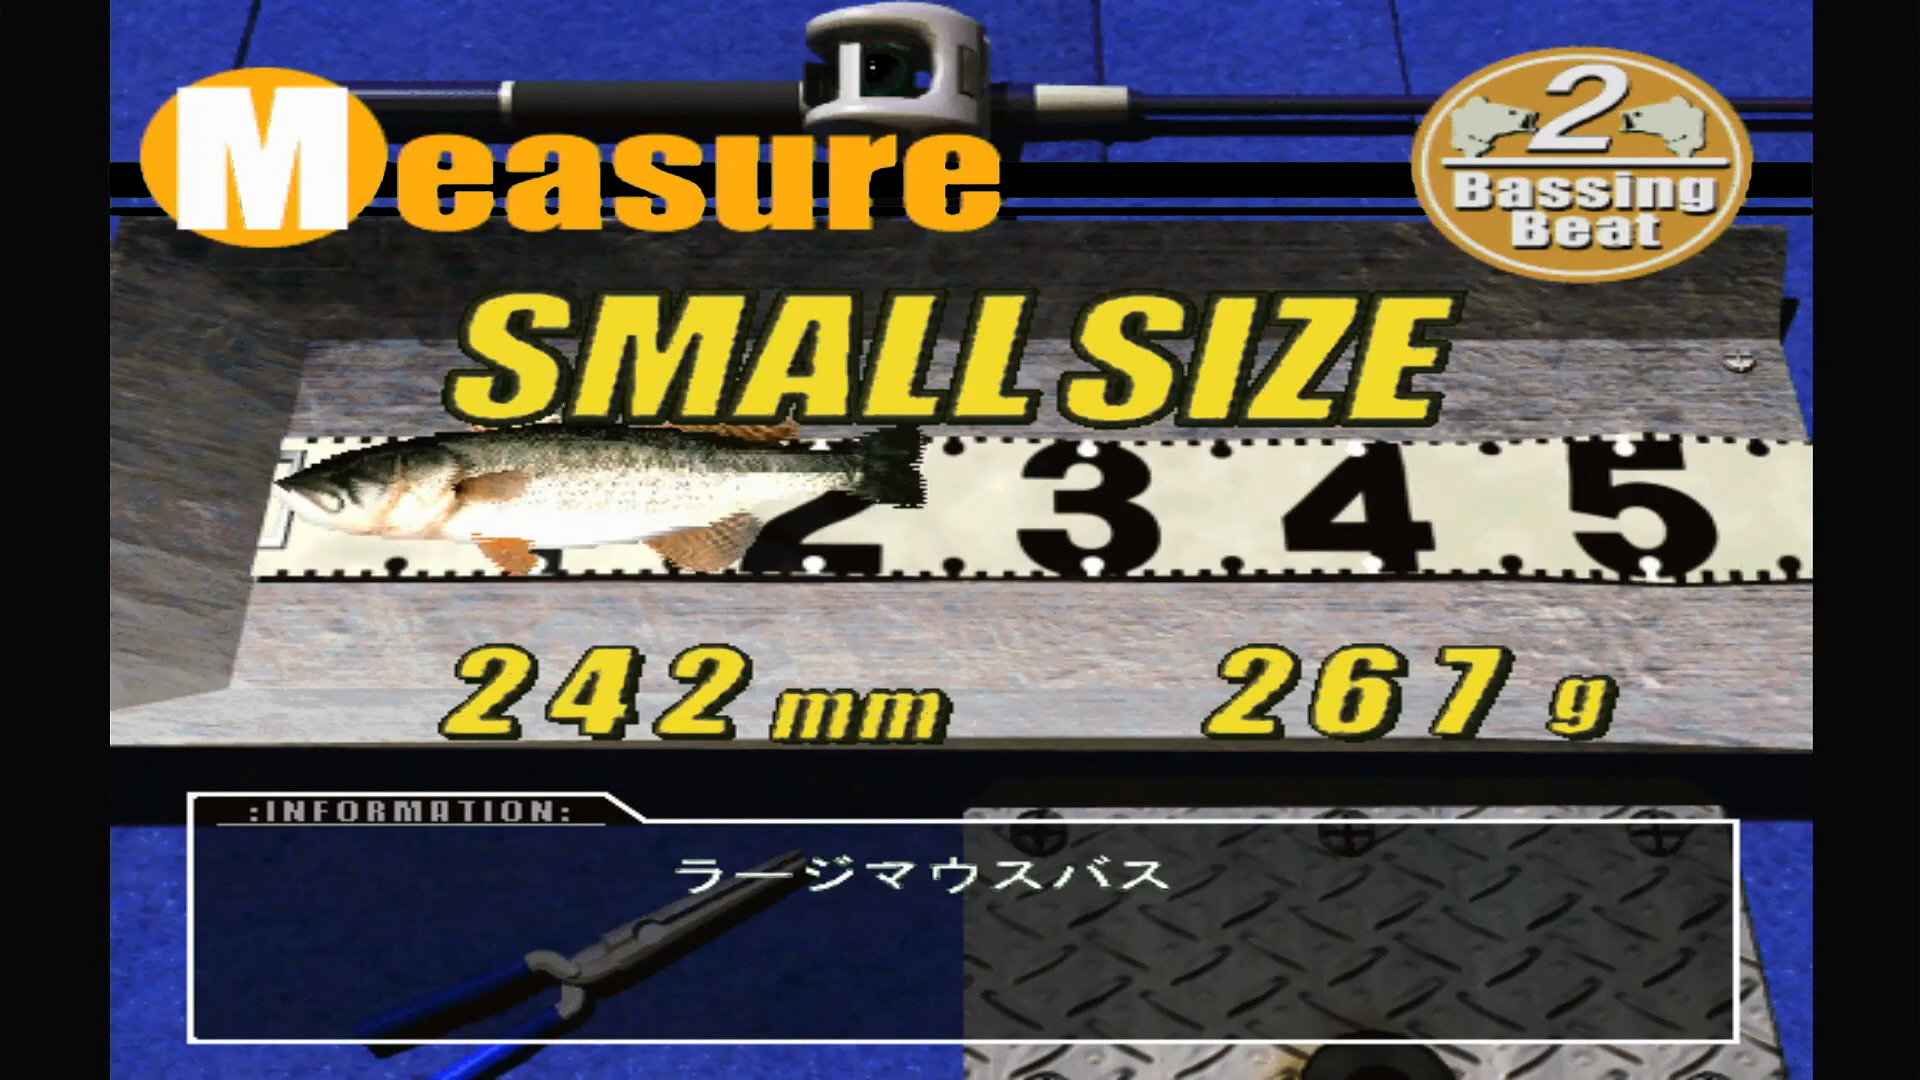 Measure
2
Bassing
Beat
SMALL SIZE
2 3 4 5
242 mm
267 g
:INFORMATION:
ラージマウスバス